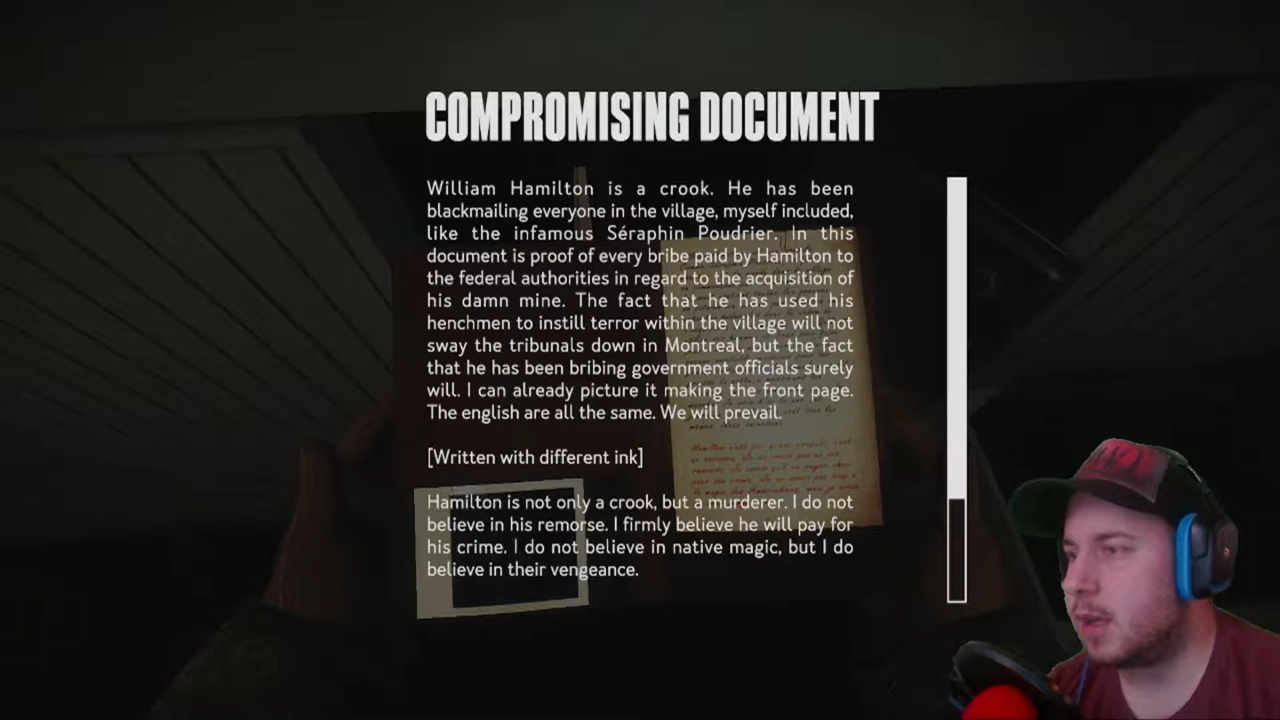 COMPROMISING DOCUMENT
William Hamilton is a crook. He has been
blackmailing everyone in the village, myself included,
like the infamous Séraphin Poudrier. In this
document is proof of every bribe paid by Hamilton to
the federal authorities in regard to the acquisition of
his damn mine. The fact that he has used his
henchmen to instill terror within the village will not
sway the tribunals down in Montreal, but the fact
that he has been bribing government officials surely
will. I can already picture it making the front page.
The english are all the same. We will prevail.
[Written with different ink]
Hamilton is not only a crook, but a murderer. I do not
believe in his remorse. I firmly believe he will pay for
his crime. I do not believe in native magic, but I do
believe in their vengeance.